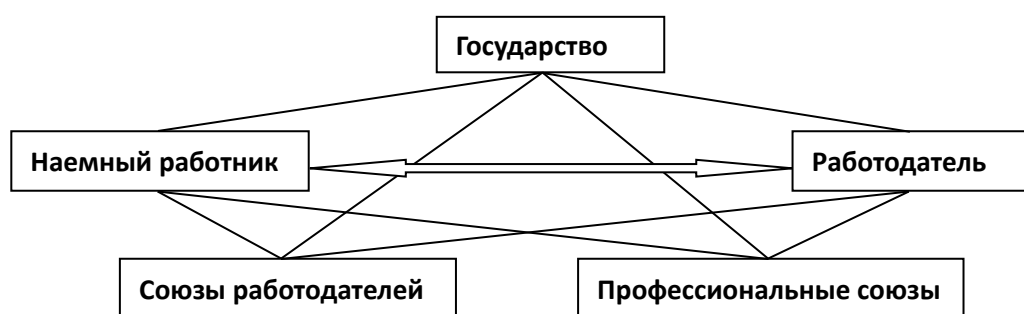 Государство
Наемный работник
Работодатель
Союзы работодателей
Профессиональные союзы